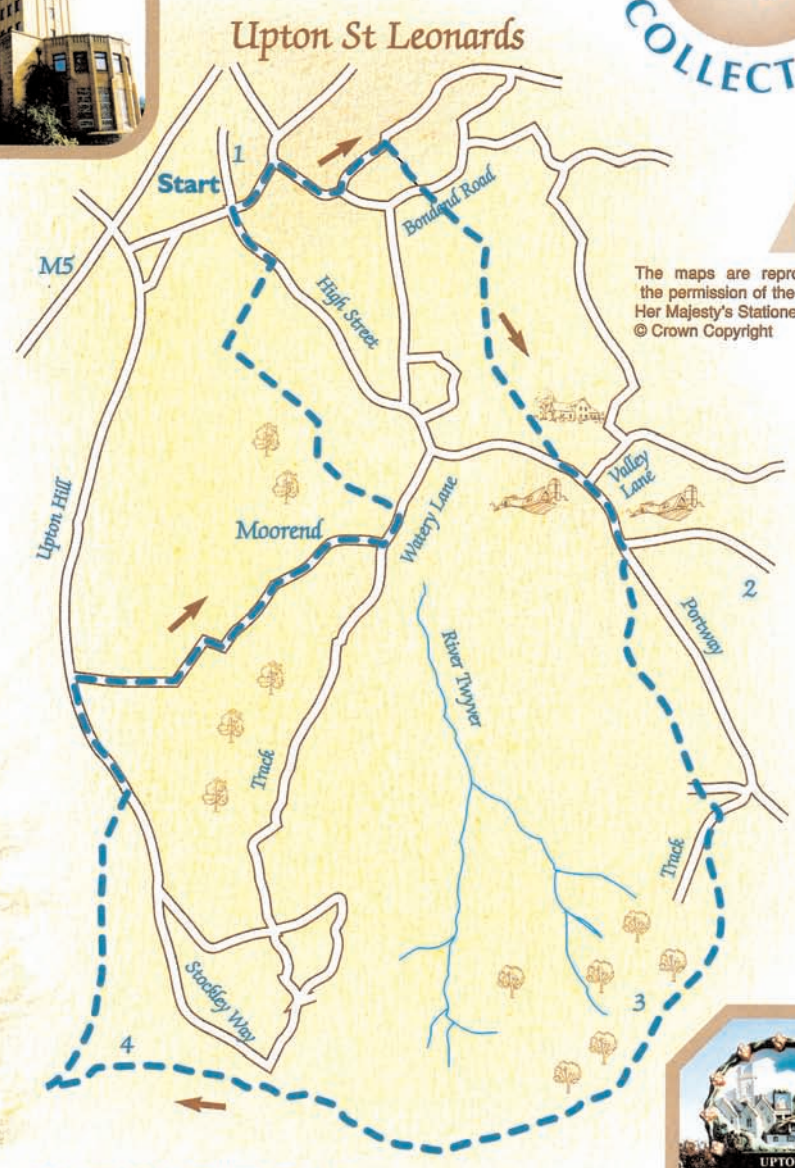 Upton St Leonards
COLLECT
1
Start
Bondend Road
M5
High Street
The maps are repro
the permission of the
Her Majesty's Statione
© Crown Copyright
Upton Hill
Valley
Lane
Moorend
Watery Lane
2
Portway
River Twyver
Track
Track
Stockley Way
3
4
UPTO